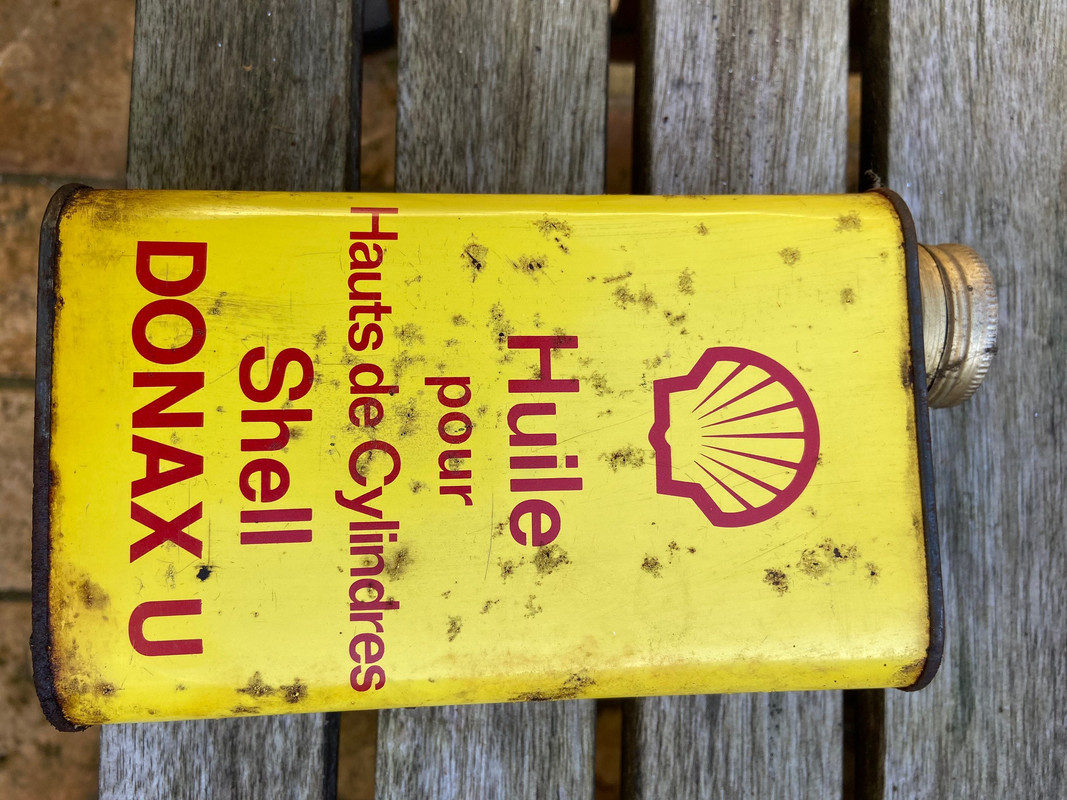 Huile
pour
Hauts de Cylindres
Shell
DONAX U